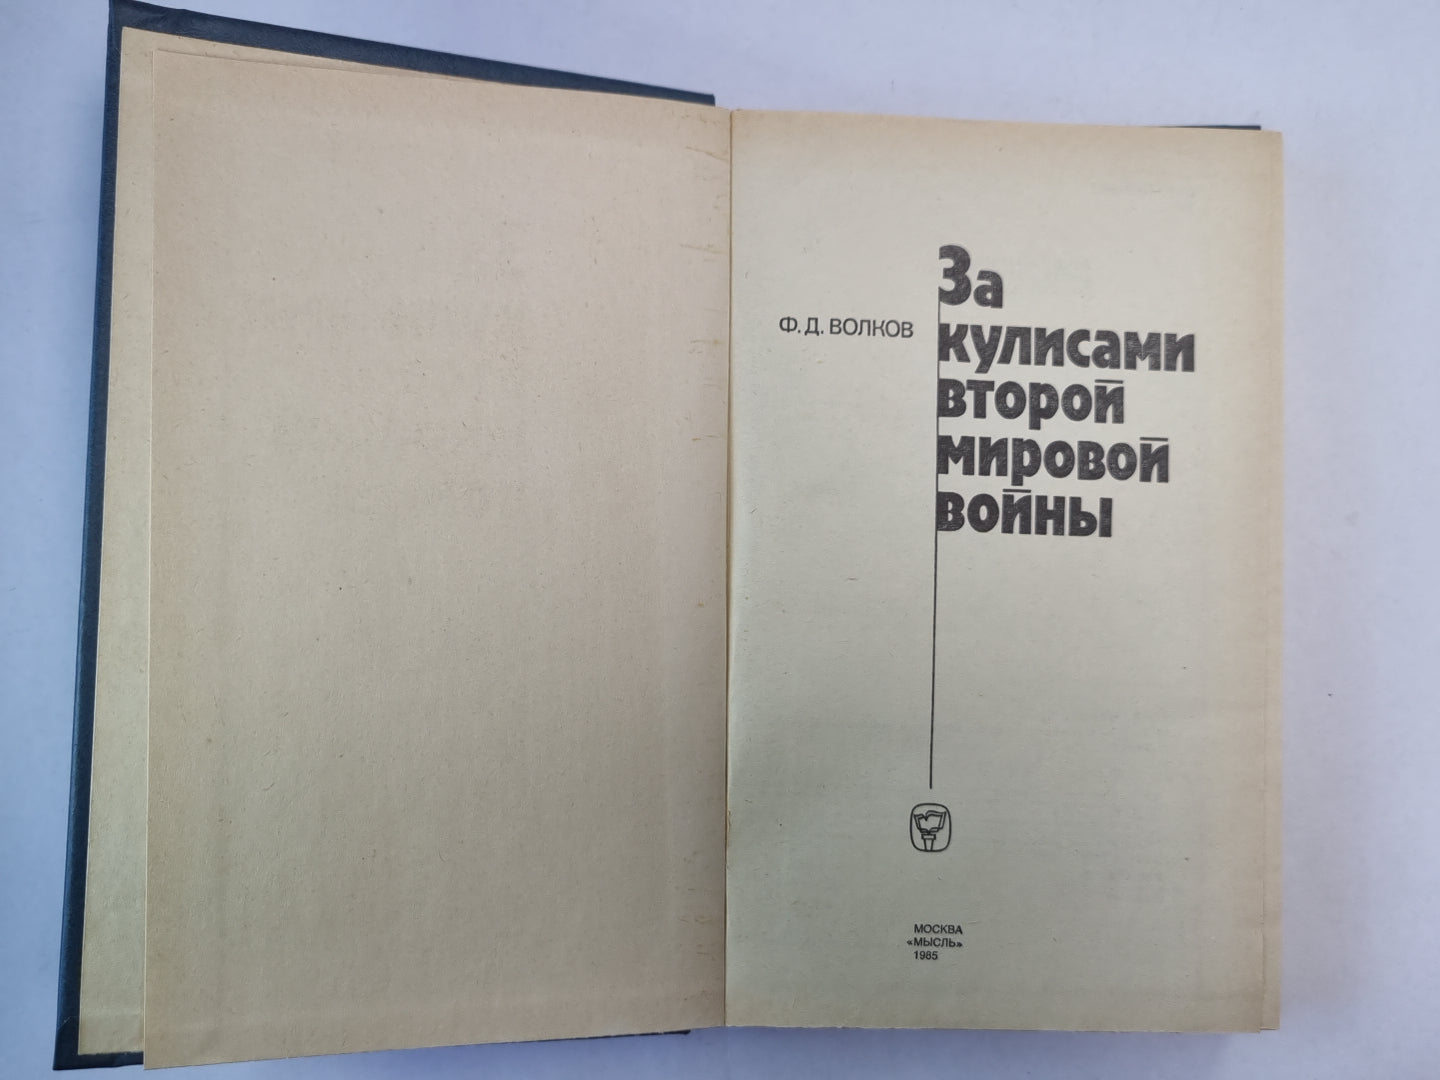 Ф. Д. ВОЛКОВ
За
кулисами
второй
мировой
войны
МОСКВА
«МЫСЛЬ»
1985